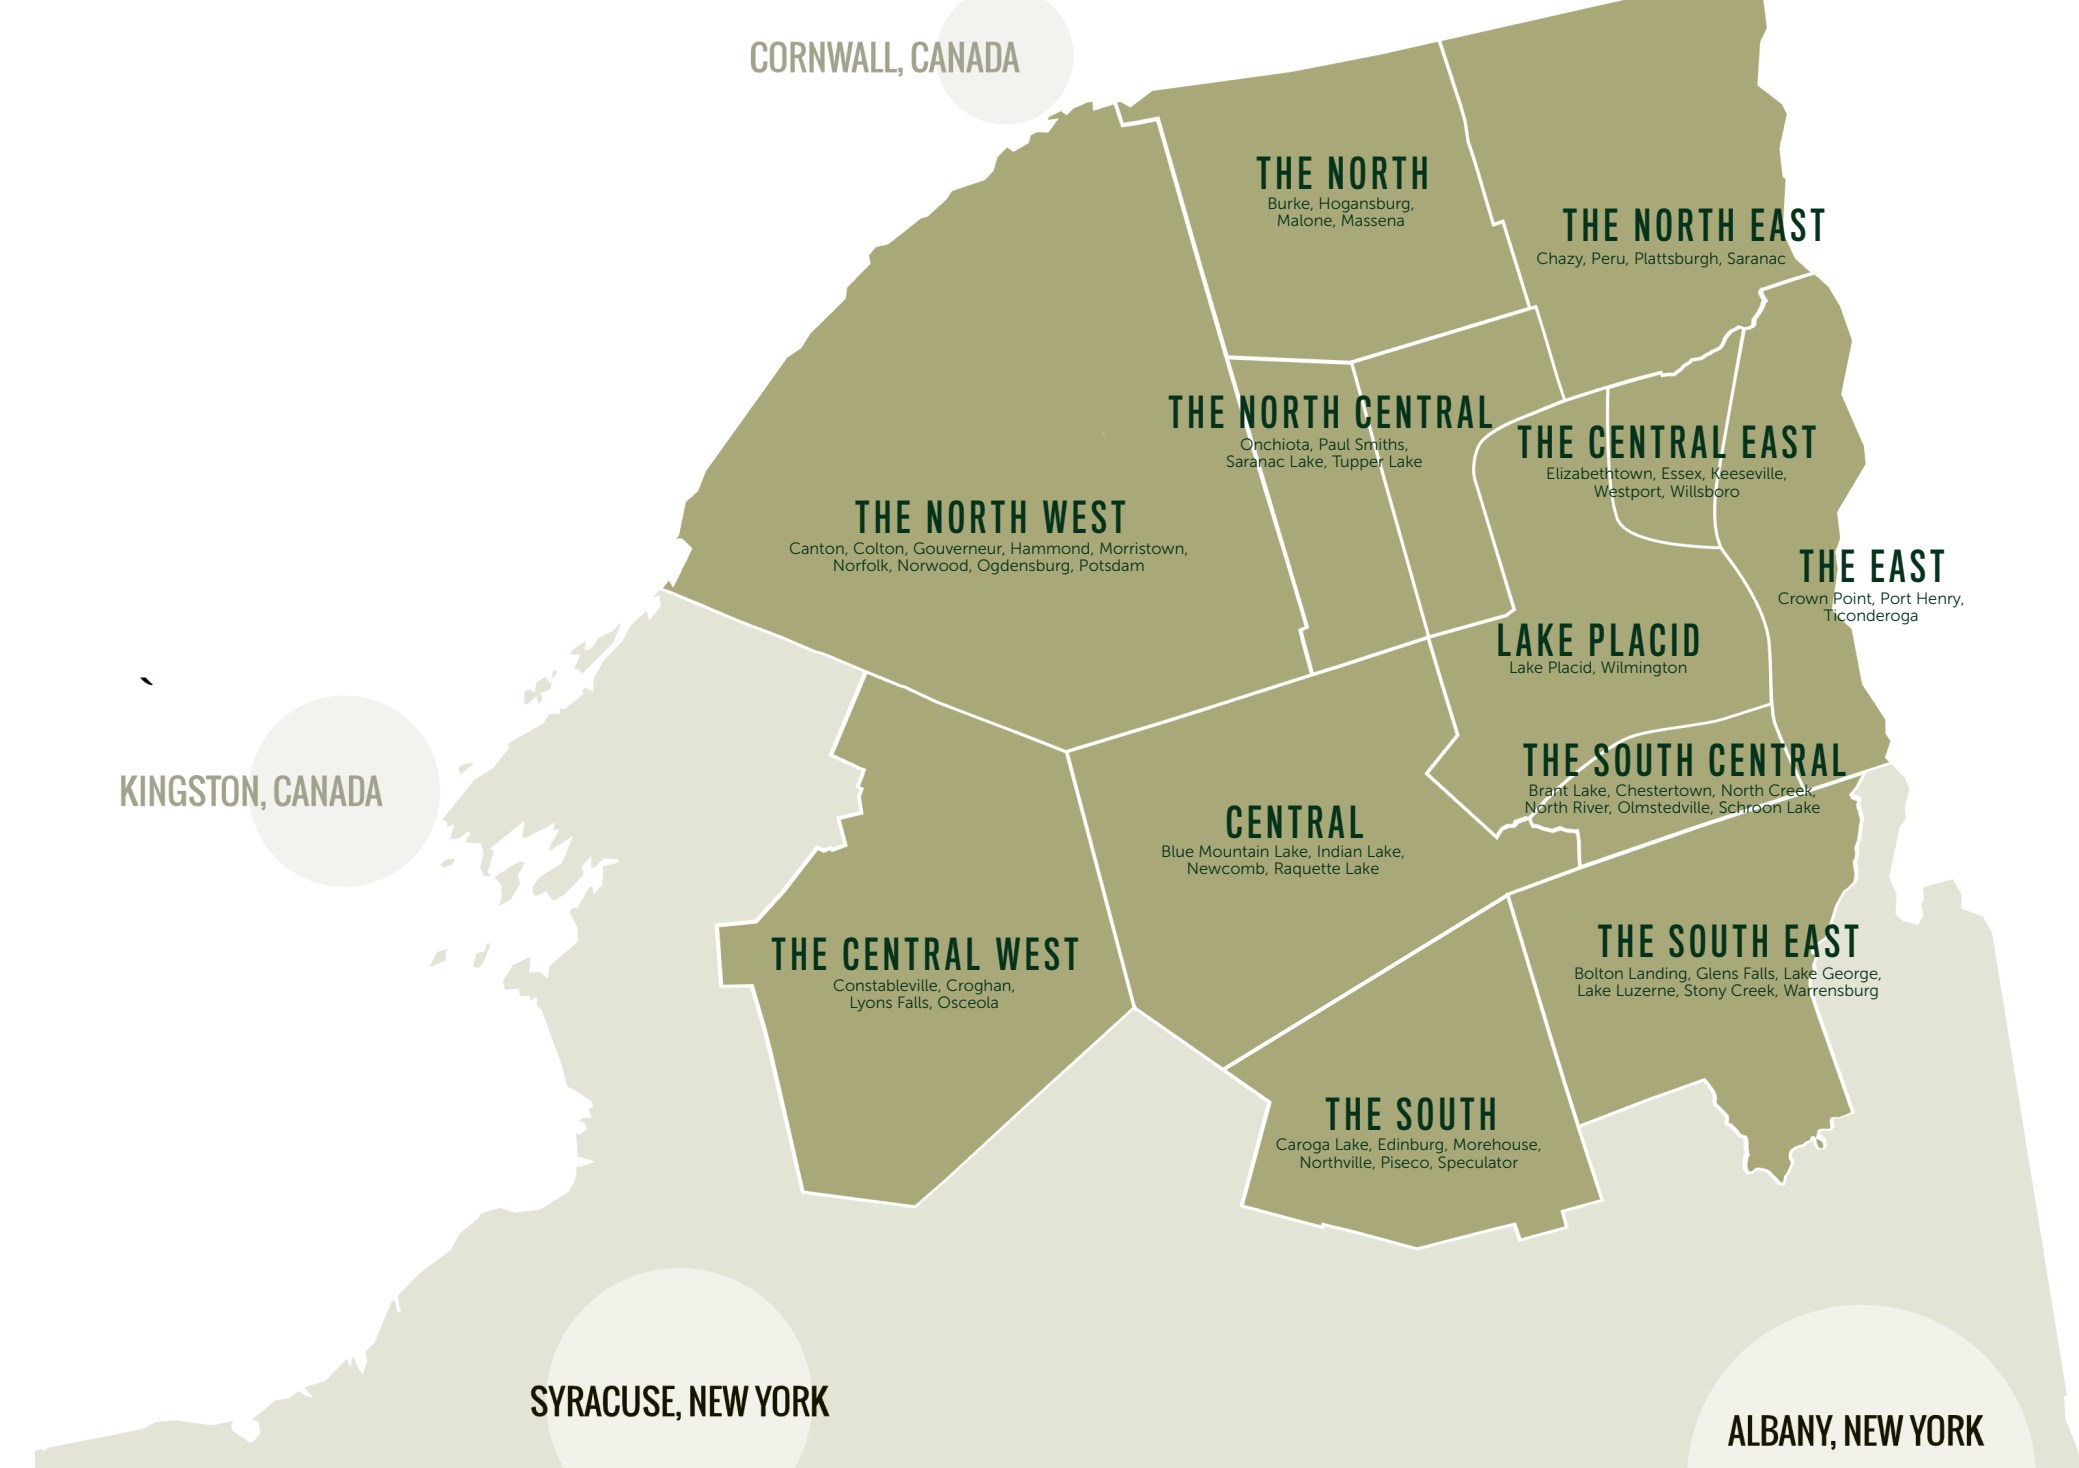 CORNWALL, CANADA
THE NORTH
Burke, Hogansburg,
Malone, Massena
THE NORTH EAST
Chazy, Peru, Plattsburgh, Saranac
THE NORTH CENTRAL
Onchiota, Paul Smiths,
Saranac Lake, Tupper Lake
THE CENTRAL EAST
Elizabethtown, Essex, Keeseville,
Westport, Willsboro
THE NORTH WEST
Canton, Colton, Gouverneur, Hammond, Morristown,
Norfolk, Norwood, Ogdensburg, Potsdam
THE EAST
Crown Point, Port Henry,
Ticonderoga
LAKE PLACID
Lake Placid, Wilmington
KINGSTON, CANADA
THE SOUTH CENTRAL
Brant Lake, Chestertown, North Creek,
North River, Olmstedville, Schroon Lake
CENTRAL
Blue Mountain Lake, Indian Lake,
Newcomb, Raquette Lake
THE CENTRAL WEST
Constableville, Croghan,
Lyons Falls, Osceola
THE SOUTH EAST
Bolton Landing, Glens Falls, Lake George,
Lake Luzerne, Stony Creek, Warrensburg
THE SOUTH
Caroga Lake, Edinburg, Morehouse,
Northville, Piseco, Speculator
SYRACUSE, NEW YORK
ALBANY, NEW YORK